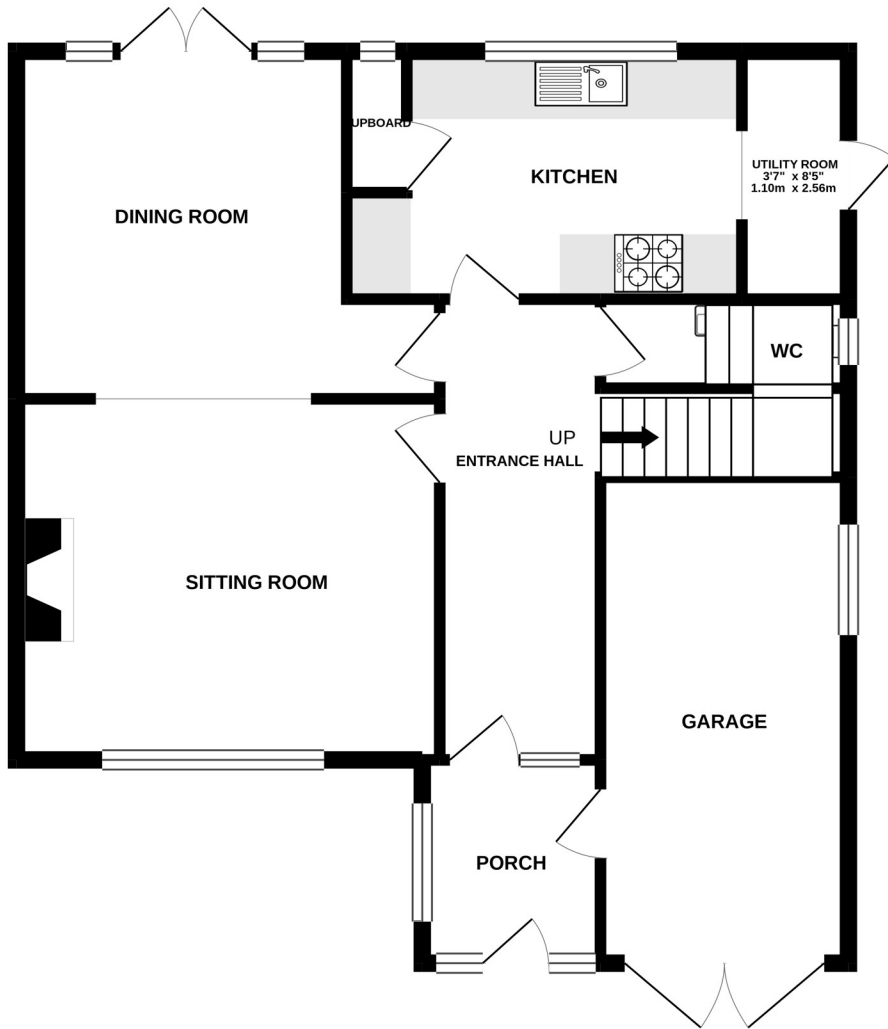 UPBOARD
UTILITY ROOM
3'7" x 8'5"
1.10m x 2.56m
KITCHEN
DINING ROOM
WC
UP
ENTRANCE HALL
SITTING ROOM
GARAGE
PORCH